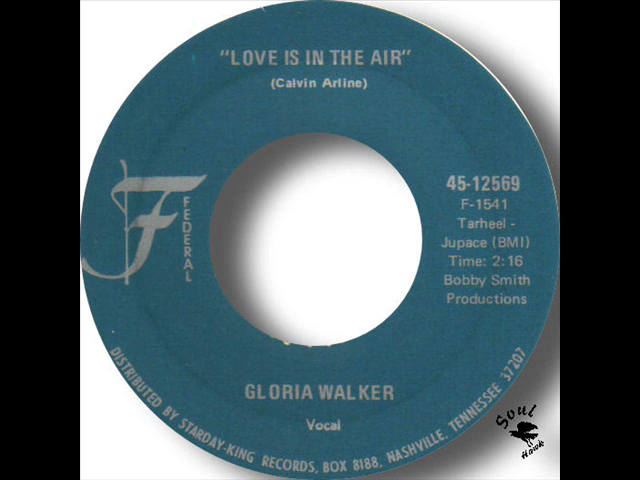 "LOVE IS IN THE AIR"
(Calvin Arline)
F
FEDERAL
45-12569
F-1541
Tarheel -
Jupace (BMI)
Time: 2:16
Bobby Smith
Productions
GLORIA WALKER
Vocal
DISTRIBUTED BY STARDAY-KING RECORDS, BOX 8188, NASHVILLE, TENNESSEE 37207
Soul
Hawk